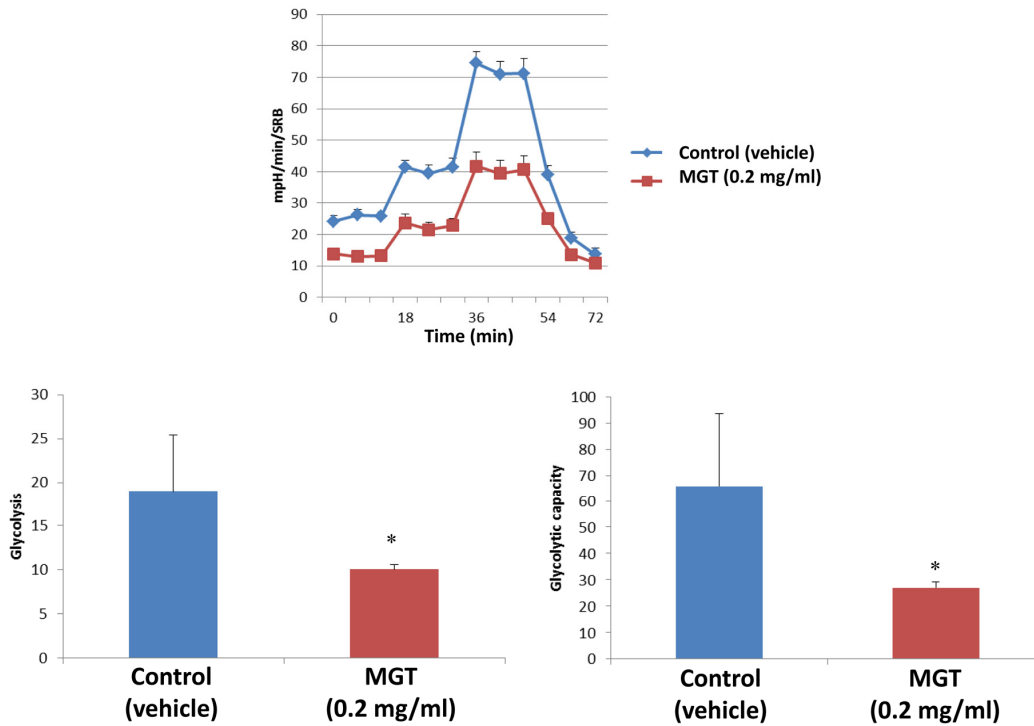 90
80
70
60
50
40
30
20
10
0
mpH/min/SRB
0 18 36 54 72
Time (min)
Control (vehicle)
MGT (0.2 mg/ml)
30
25
20
15
10
5
0
Glycolysis
*
Control
(vehicle)
MGT
(0.2 mg/ml)
100
90
80
70
60
50
40
30
20
10
0
Glycolytic capacity
*
Control
(vehicle)
MGT
(0.2 mg/ml)